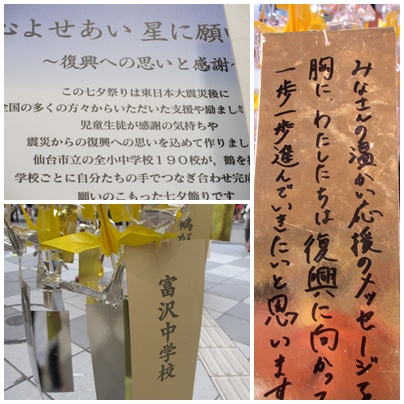 心よせあい 星に願い
～復興への思いと感謝～
この七夕祭りは東日本大震災後に
全国の多くの方々からいただいた支援や励まし等
児童生徒が感謝の気持ちや
震災からの復興への思いを込めて作りまし
仙台市立の全小中学校190校が，鶴を折
学校ごとに自分たちの手でつなぎ合わせ完成
願いのこもった七夕飾りです
鶴が
富沢中学校
みなさんの温かい応援のメッセージを
胸に、わたしたちは復興に向かって
一歩一歩進んでいきたいと思います